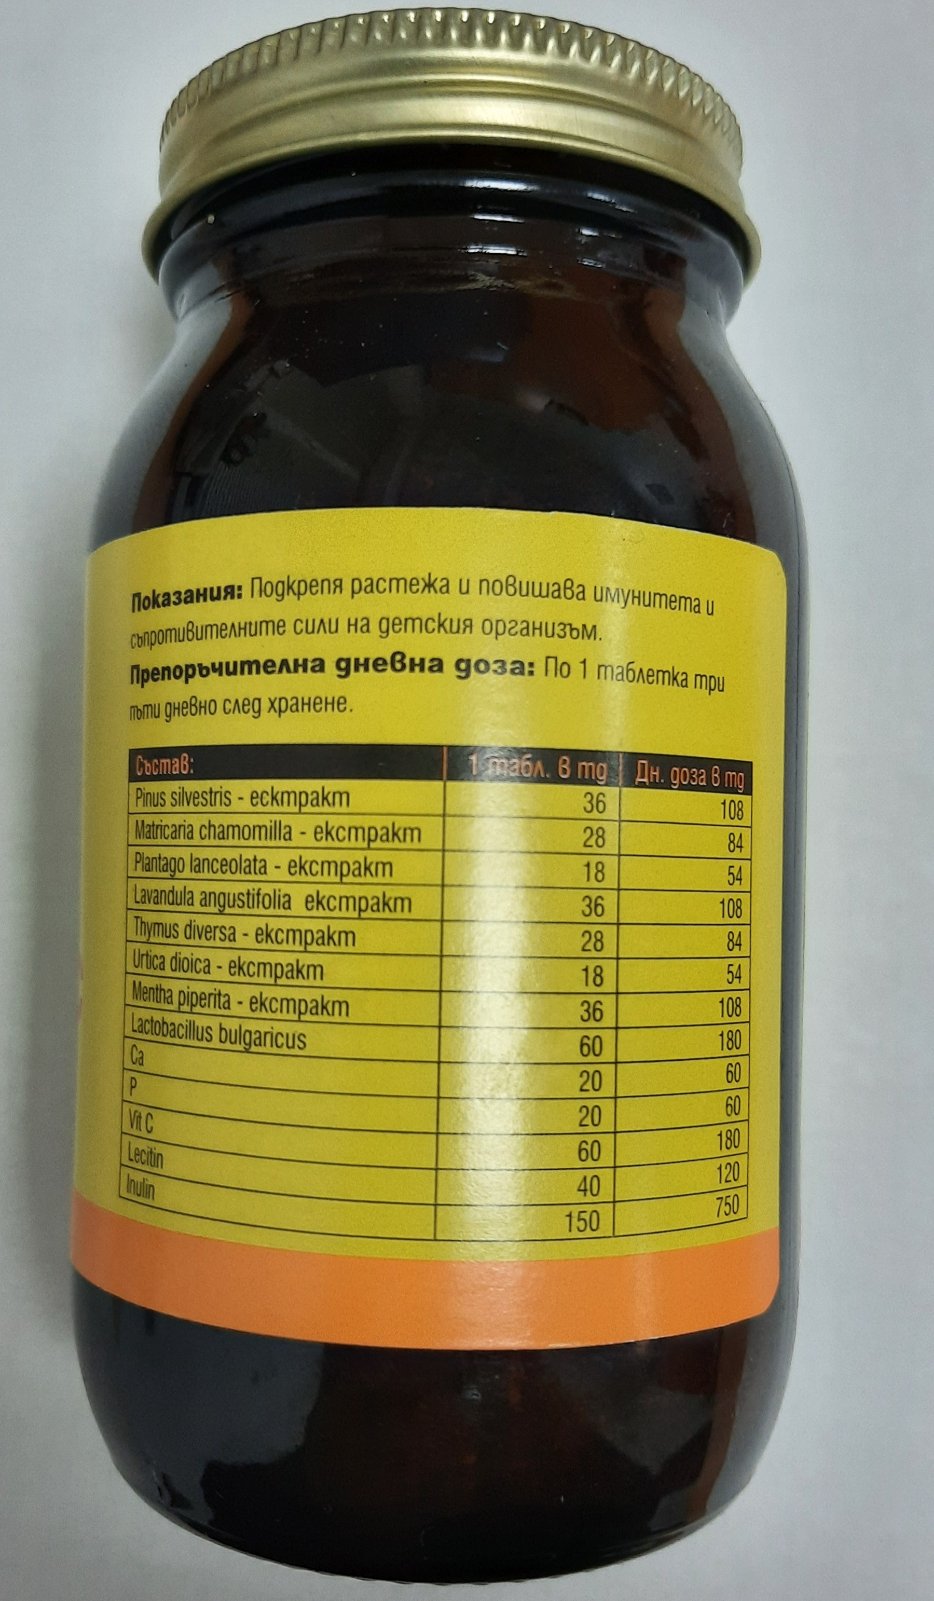 Показания: Подкрепя растежа и повишава имунитета и
съпротивителните сили на детския организъм.
Препоръчителна дневна доза: По 1 таблетка три
пъти дневно след хранене.
Състав: 1 табл. в mg Дн. доза в mg
Pinus silvestris - есктракт 36 108
Matricaria chamomilla - екстракт 28 84
Plantago lanceolata - екстракт 18 54
Lavandula angustifolia екстракт 36 108
Thymus diversa - екстракт 28 84
Urtica dioica - екстракт 18 54
Mentha piperita - екстракт 36 108
Lactobacillus bulgaricus 60 180
Ca 20 60
P 20 60
Vit C 60 180
Lecitin 40 120
Inulin 150 750